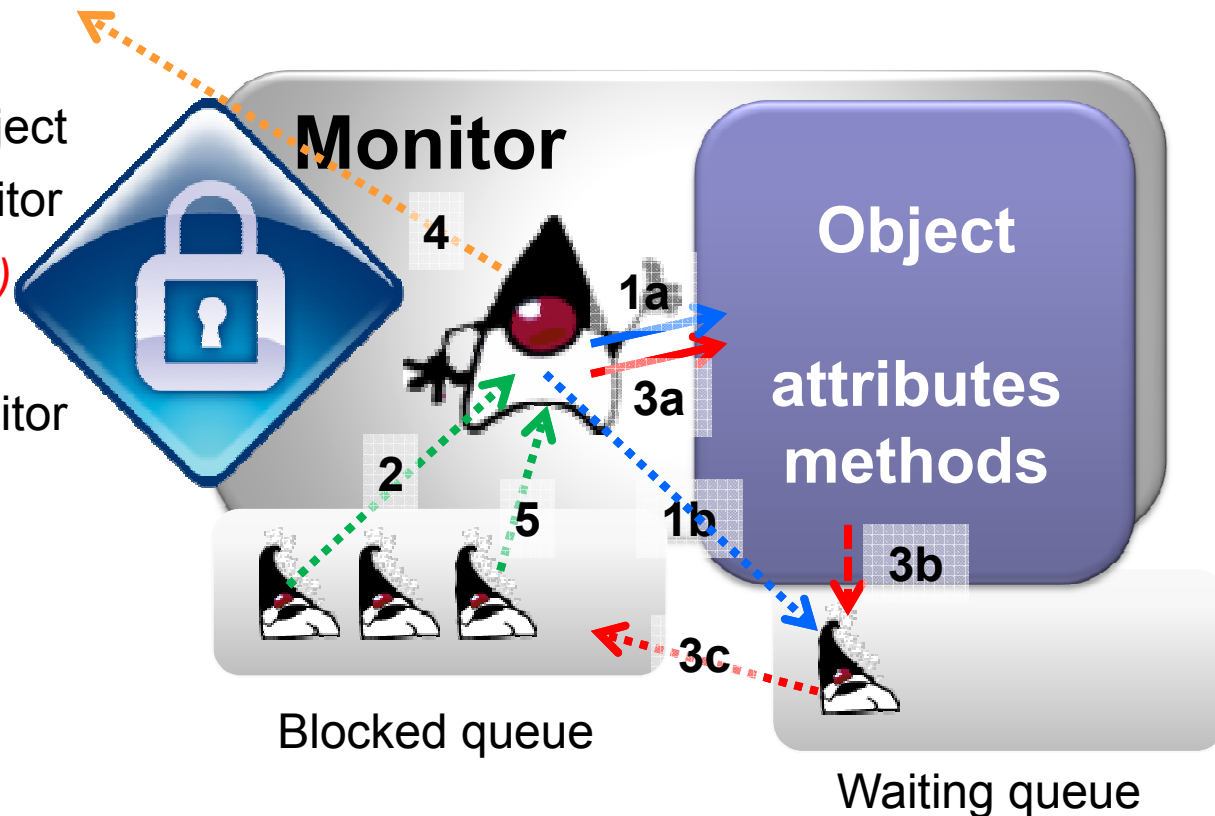 ject
Monitor
itor
Object
4
)
1a
attributes
3a
itor
methods
2
5
1b
3b
3c
Blocked queue
Waiting queue